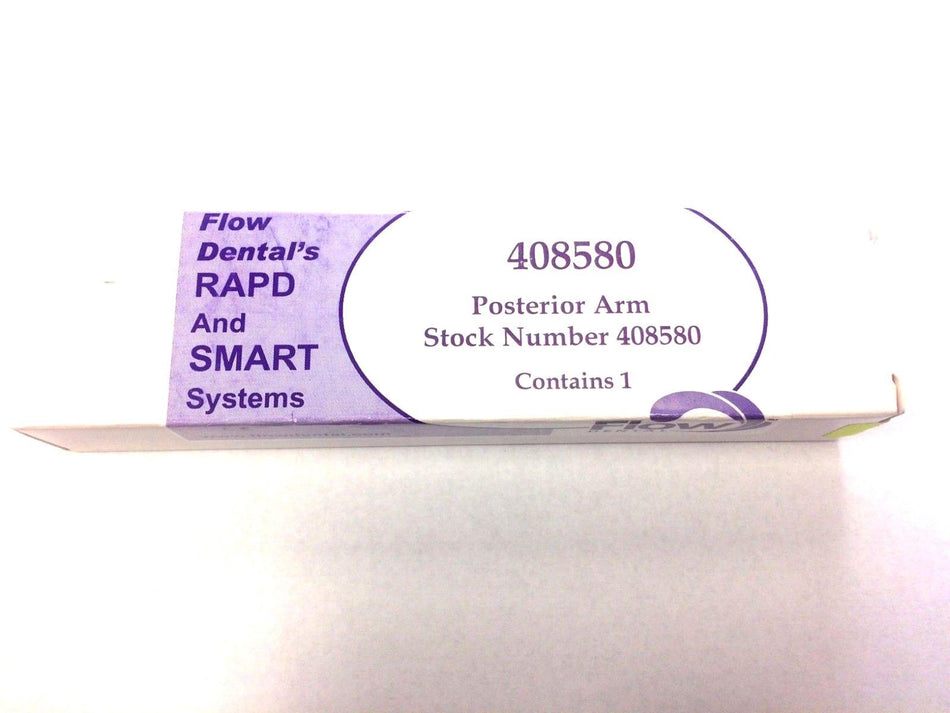 Flow
Dental's
RAPD
And
SMART
Systems
408580
Posterior Arm
Stock Number 408580
Contains 1
Flow